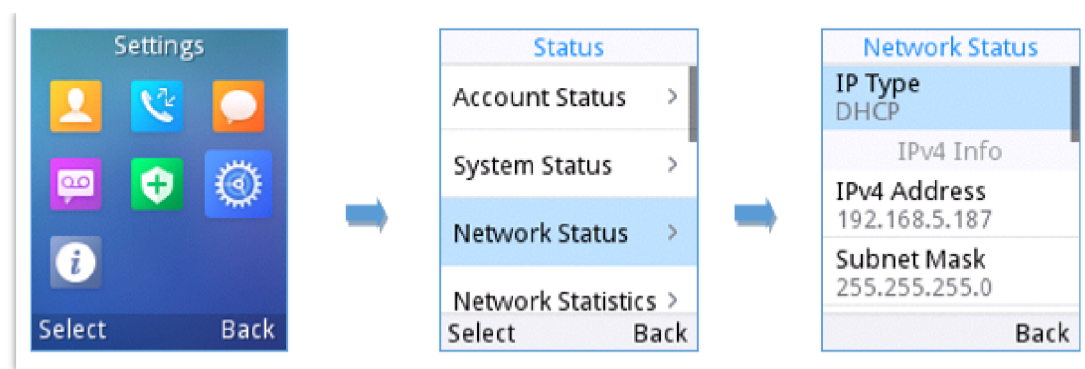 Settings
Select Back
Status
Account Status
System Status
Network Status
Network Statistics
Select Back
Network Status
IP Type
DHCP
IPv4 Info
IPv4 Address
192.168.5.187
Subnet Mask
255.255.255.0
Back